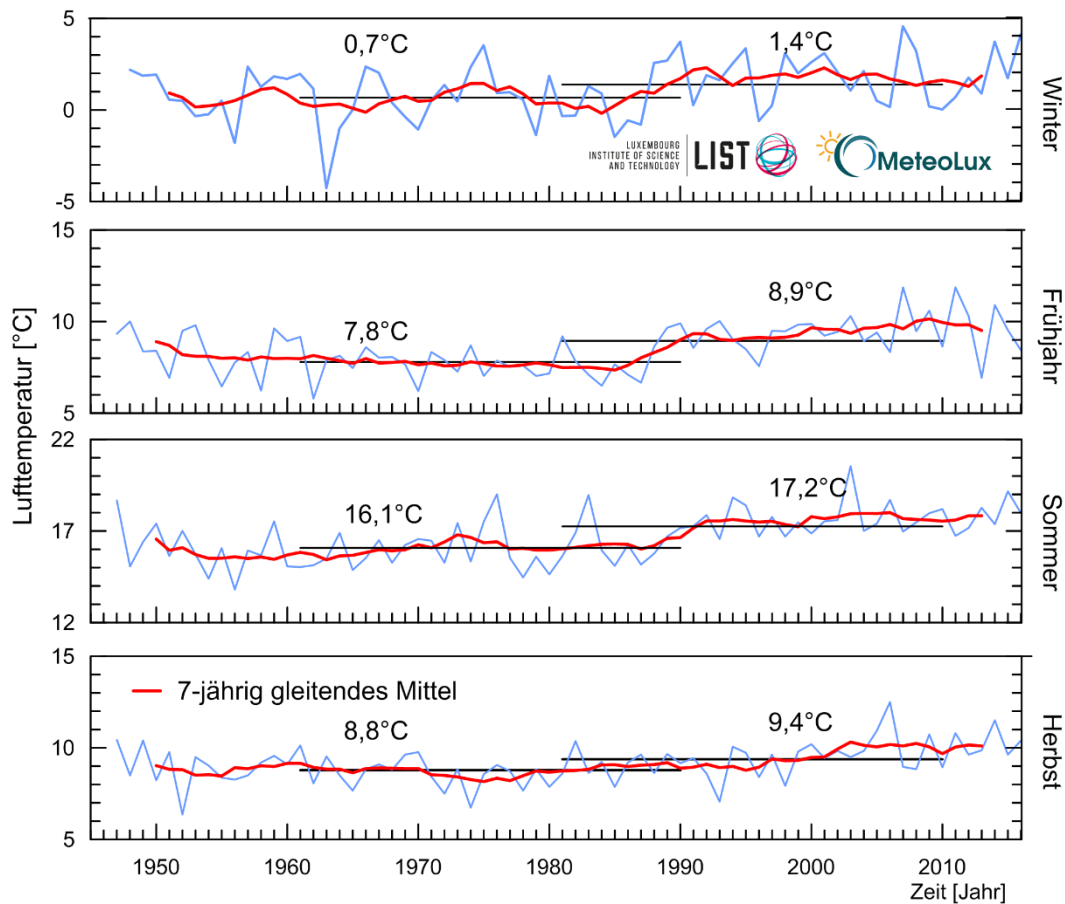 5
0
-5
0,7°C
1,4°C
LUXEMBOURG
INSTITUTE OF SCIENCE
AND TECHNOLOGY
LIST
MeteoLux
Winter
15
10
5
7,8°C
8,9°C
Frühjahr
Lufttemperatur [°C]
22
17
12
16,1°C
17,2°C
Sommer
15
10
5
7-jährig gleitendes Mittel
8,8°C
9,4°C
Herbst
1950 1960 1970 1980 1990 2000 2010
Zeit [Jahr]